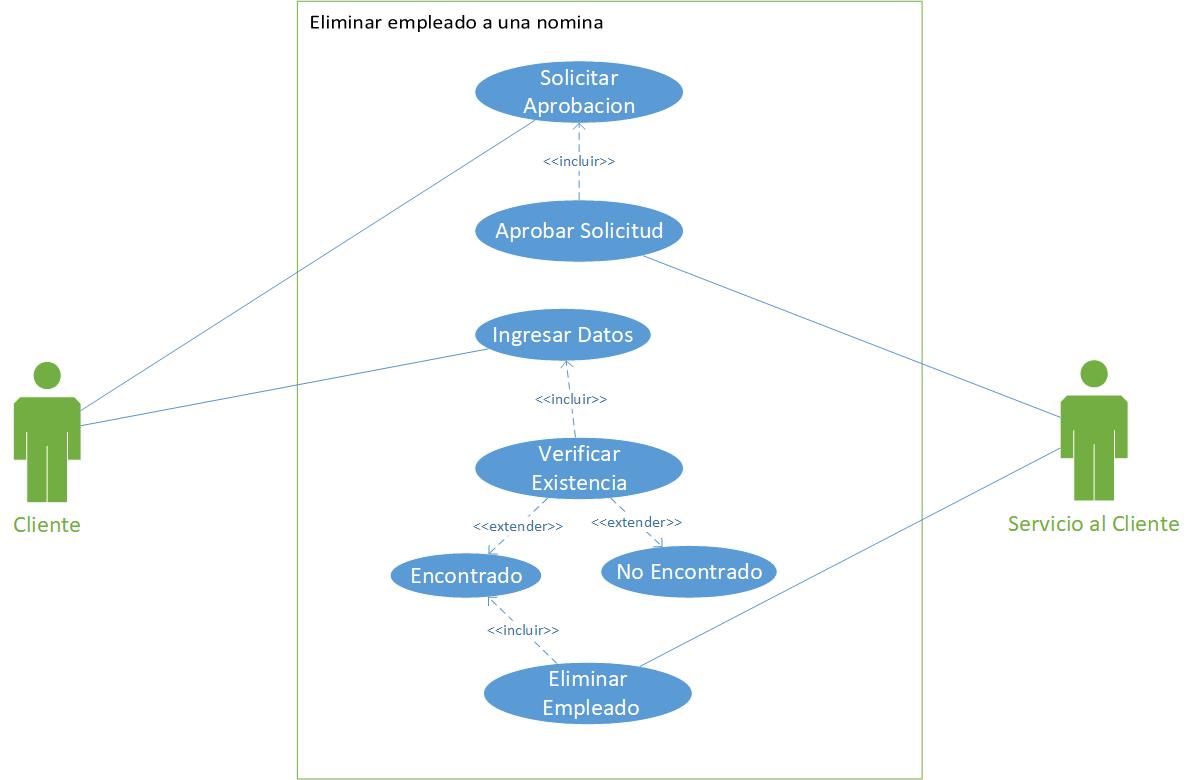 Eliminar empleado a una nomina
Solicitar
Aprobacion
<<incluir>>
Aprobar Solicitud
Ingresar Datos
<<incluir>>
Verificar
Existencia
<<extender>>
<<extender>>
Cliente
Servicio al Cliente
Encontrado
No Encontrado
<<incluir>>
Eliminar
Empleado